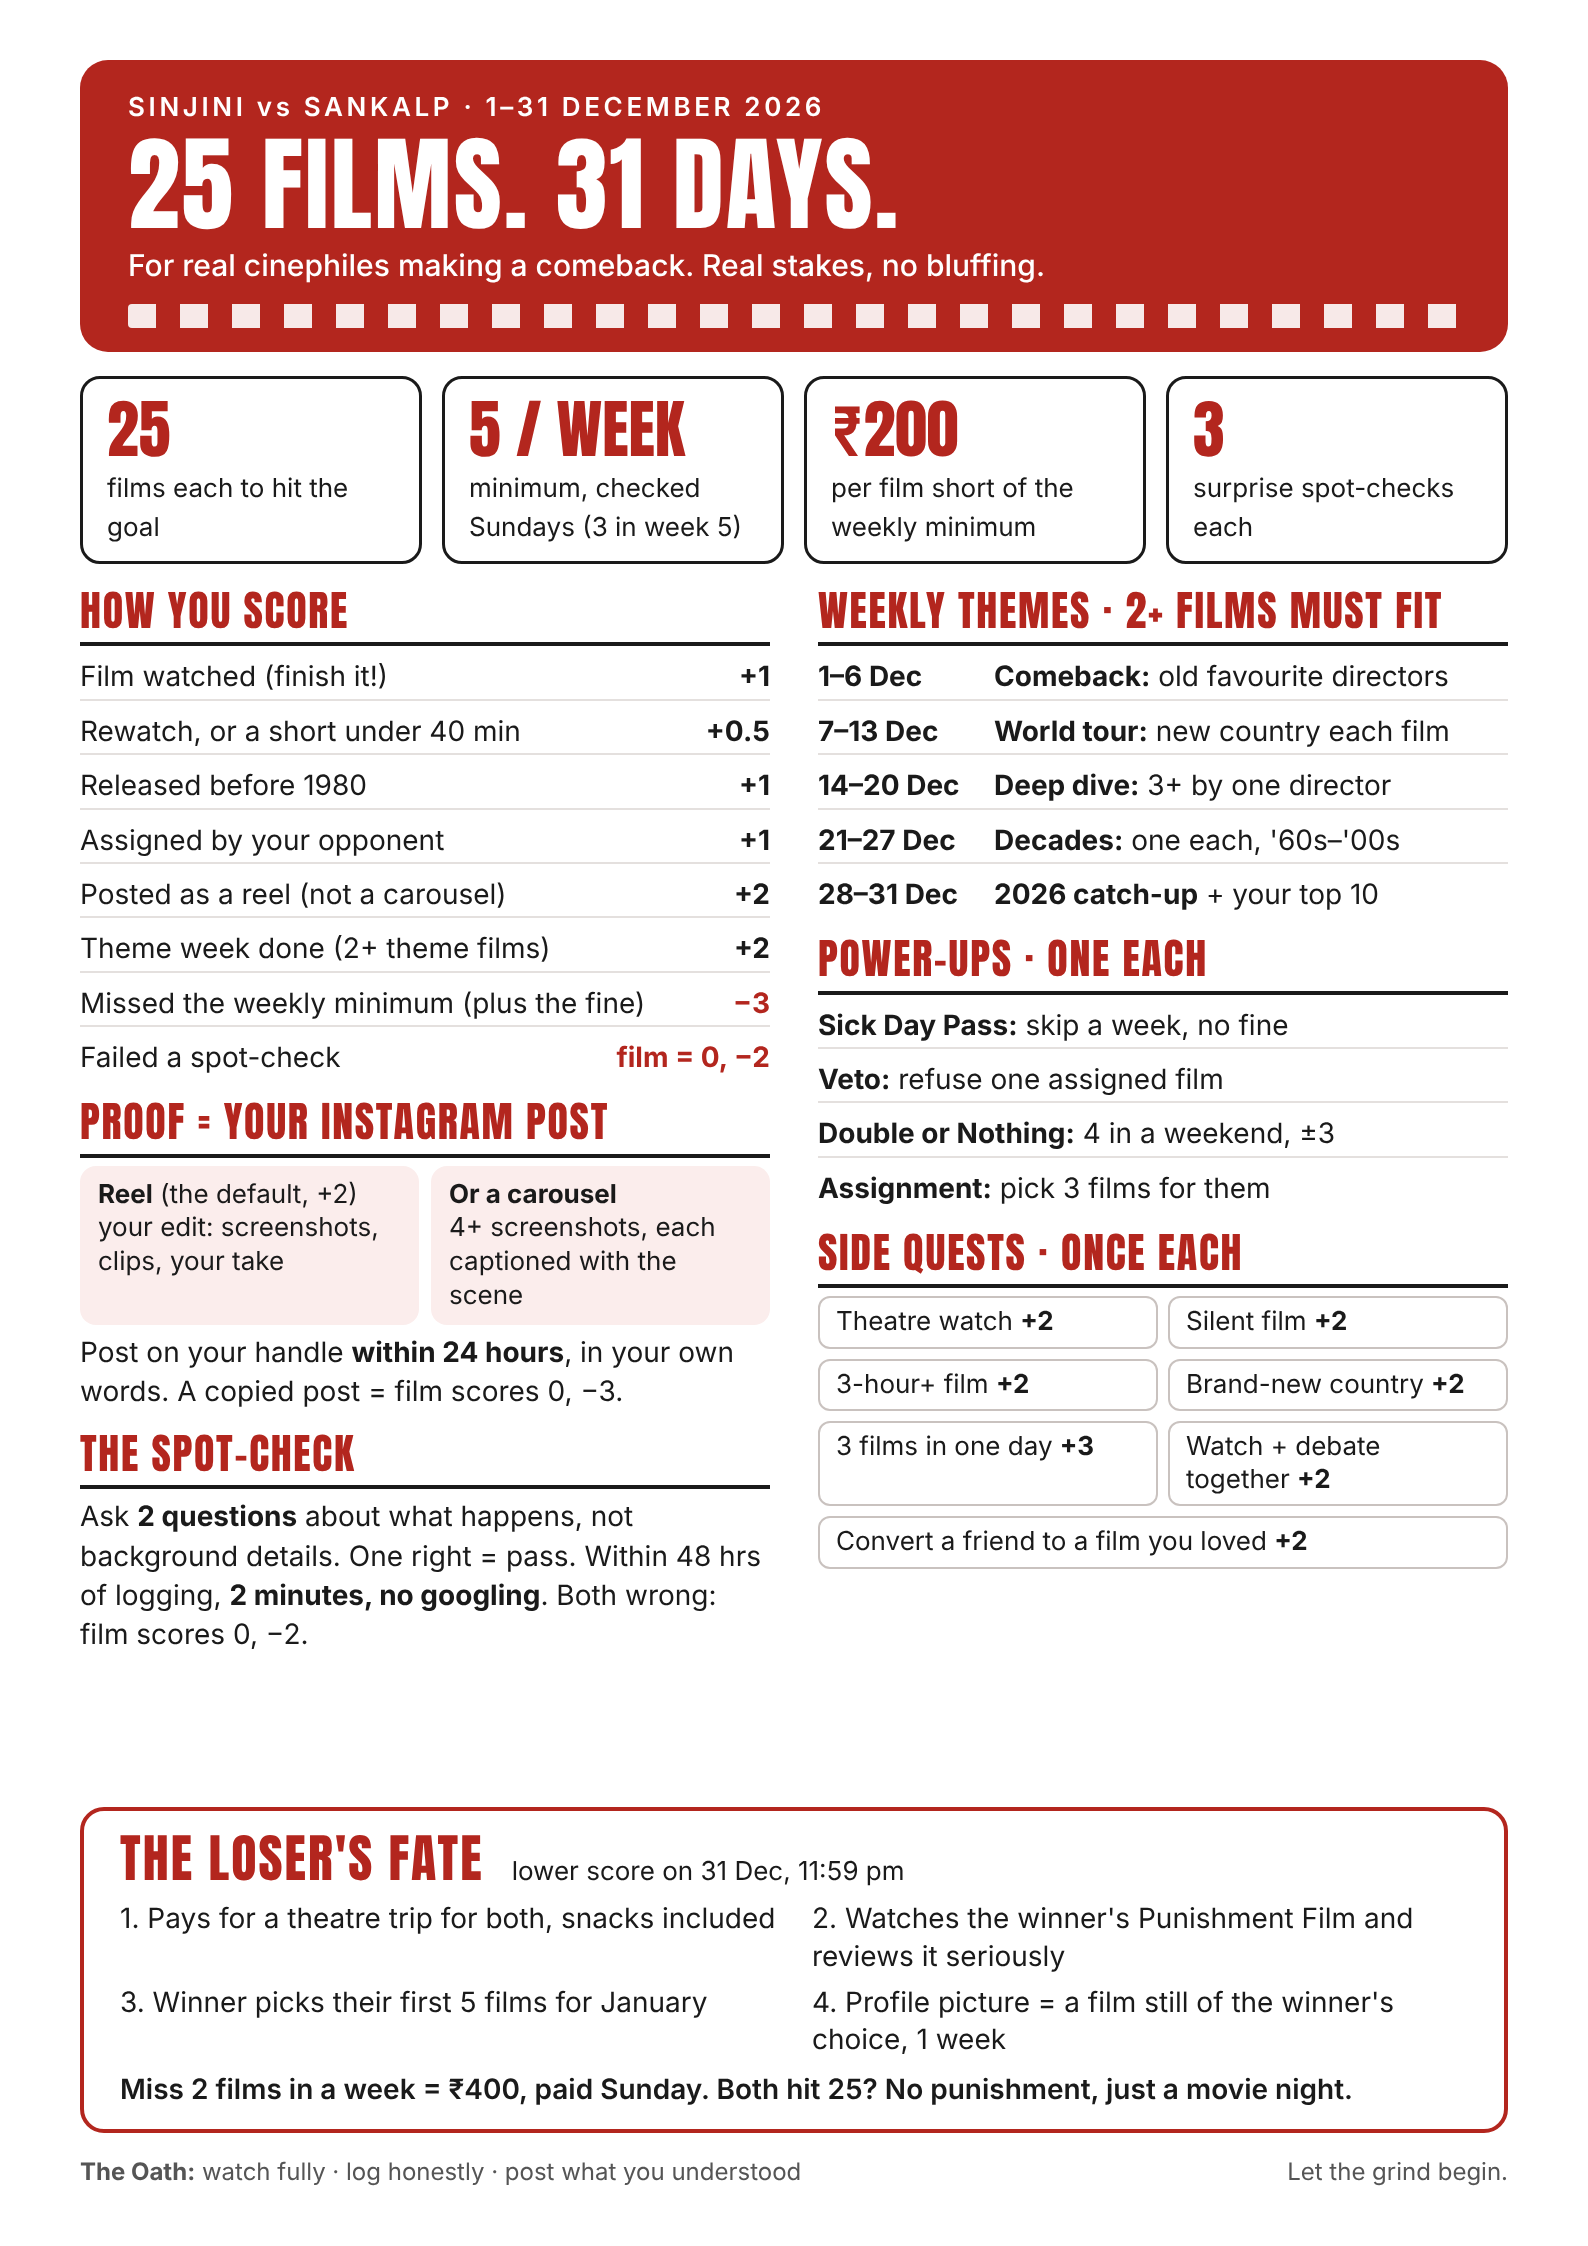 SINJINI vs SANKALP · 1–31 DECEMBER 2026
25 FILMS. 31 DAYS.
For real cinephiles making a comeback. Real stakes, no bluffing.
25
films each to hit the
goal
5 / WEEK
minimum, checked
Sundays (3 in week 5)
₹200
per film short of the
weekly minimum
3
surprise spot-checks
each
HOW YOU SCORE
Film watched (finish it!) +1
Rewatch, or a short under 40 min +0.5
Released before 1980 +1
Assigned by your opponent +1
Posted as a reel (not a carousel) +2
Theme week done (2+ theme films) +2
Missed the weekly minimum (plus the fine) −3
Failed a spot-check film = 0, −2
PROOF = YOUR INSTAGRAM POST
Reel (the default, +2)
your edit: screenshots,
clips, your take
Or a carousel
4+ screenshots, each
captioned with the
scene
Post on your handle within 24 hours, in your own
words. A copied post = film scores 0, −3.
THE SPOT-CHECK
Ask 2 questions about what happens, not
background details. One right = pass. Within 48 hrs
of logging, 2 minutes, no googling. Both wrong:
film scores 0, −2.
WEEKLY THEMES · 2+ FILMS MUST FIT
1–6 Dec Comeback: old favourite directors
7–13 Dec World tour: new country each film
14–20 Dec Deep dive: 3+ by one director
21–27 Dec Decades: one each, '60s–'00s
28–31 Dec 2026 catch-up + your top 10
POWER-UPS · ONE EACH
Sick Day Pass: skip a week, no fine
Veto: refuse one assigned film
Double or Nothing: 4 in a weekend, ±3
Assignment: pick 3 films for them
SIDE QUESTS · ONCE EACH
Theatre watch +2
Silent film +2
3-hour+ film +2
Brand-new country +2
3 films in one day +3
Watch + debate
together +2
Convert a friend to a film you loved +2
THE LOSER'S FATE lower score on 31 Dec, 11:59 pm
1. Pays for a theatre trip for both, snacks included
2. Watches the winner's Punishment Film and
reviews it seriously
3. Winner picks their first 5 films for January
4. Profile picture = a film still of the winner's
choice, 1 week
Miss 2 films in a week = ₹400, paid Sunday. Both hit 25? No punishment, just a movie night.
The Oath: watch fully · log honestly · post what you understood
Let the grind begin.